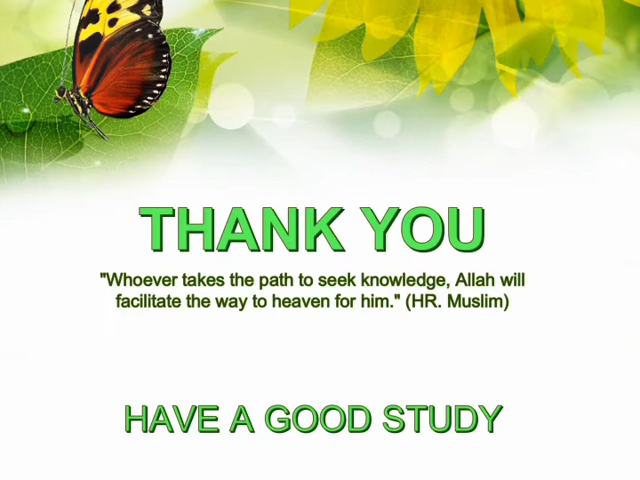 THANK YOU
"Whoever takes the path to seek knowledge, Allah will
facilitate the way to heaven for him." (HR. Muslim)
HAVE A GOOD STUDY